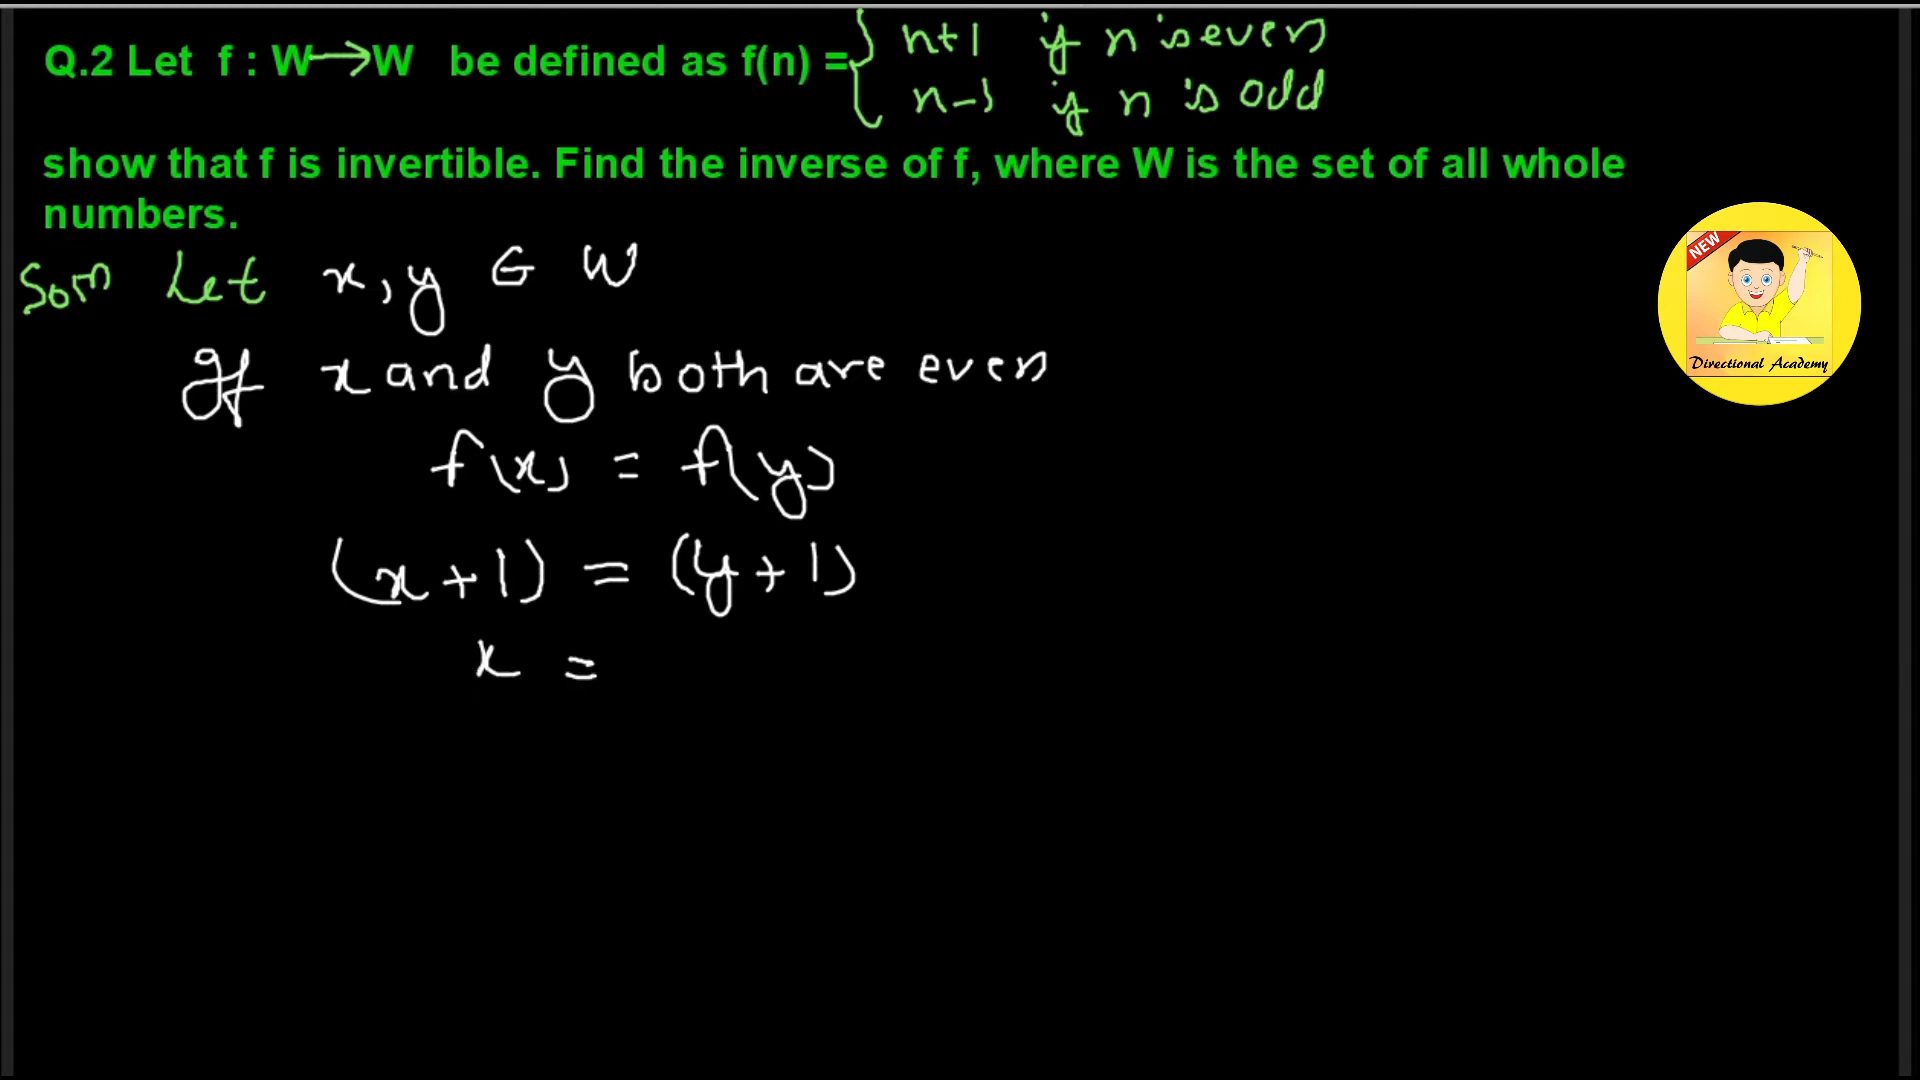 Q.2 Let f : W→W be defined as f(n) = { n+1 if n is even
n-1 if n is odd
show that f is invertible. Find the inverse of f, where W is the set of all whole
numbers.
Soln Let x, y ∈ W
If x and y both are even
f(x) = f(y)
(x+1) = (y+1)
x =
NEW
Directional Academy